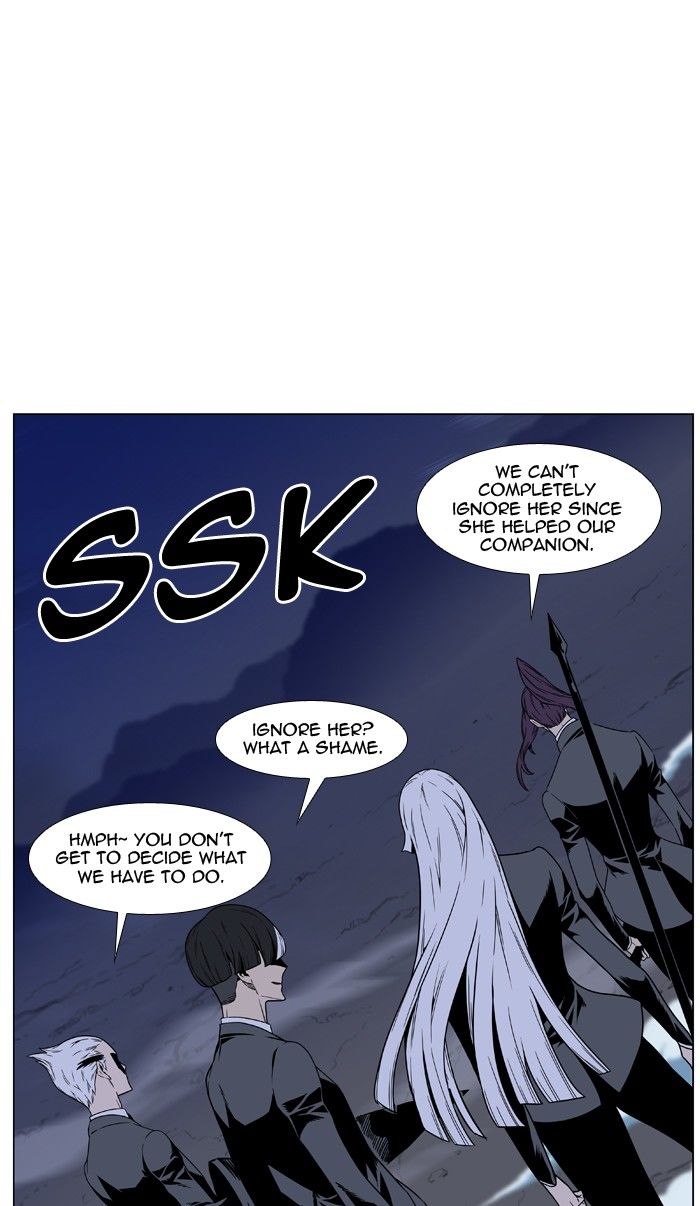 SSK
WE CAN'T
COMPLETELY
IGNORE HER SINCE
SHE HELPED OUR
COMPANION.
IGNORE HER?
WHAT A SHAME.
HMPH~ YOU DON'T
GET TO DECIDE WHAT
WE HAVE TO DO.